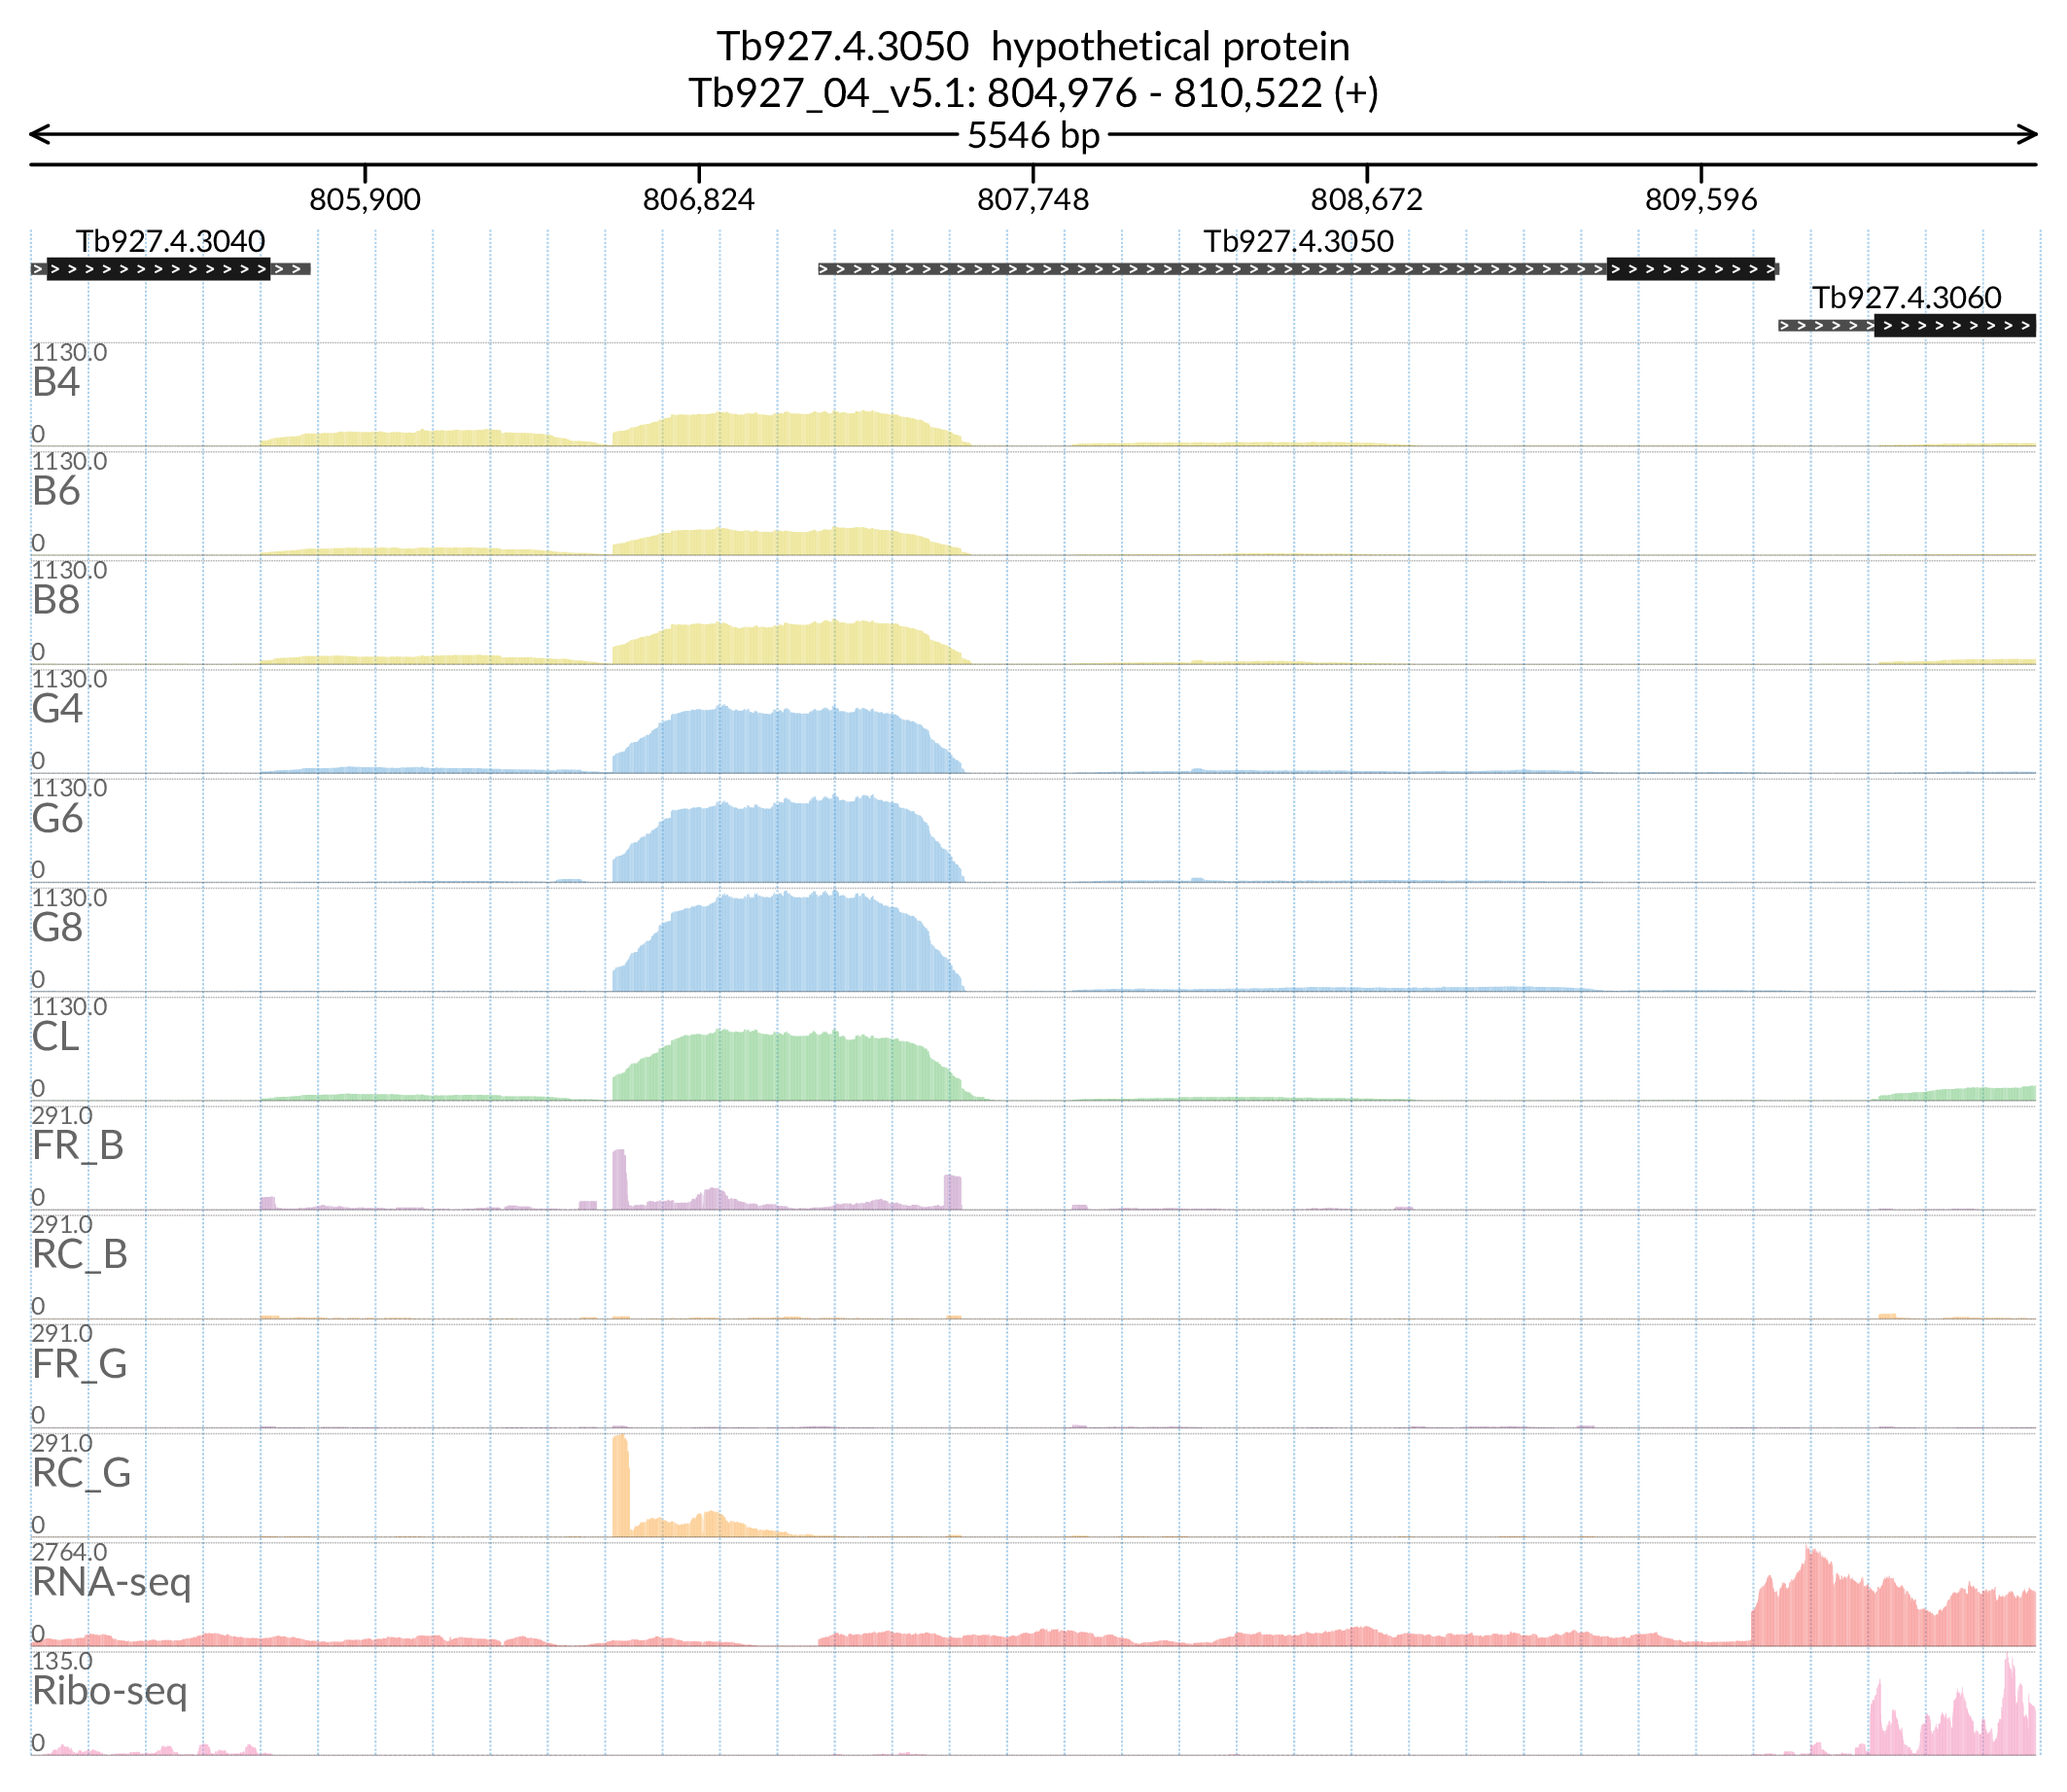 Tb927.4.3050  hypothetical protein
Tb927_04_v5.1: 804,976 - 810,522 (+)
5546 bp
805,900 806,824 807,748 808,672 809,596
Tb927.4.3040 Tb927.4.3050
Tb927.4.3060
1130.0
B4
0
1130.0
B6
0
1130.0
B8
0
1130.0
G4
0
1130.0
G6
0
1130.0
G8
0
1130.0
CL
0
291.0
FR_B
0
291.0
RC_B
0
291.0
FR_G
0
291.0
RC_G
0
2764.0
RNA-seq
0
135.0
Ribo-seq
0